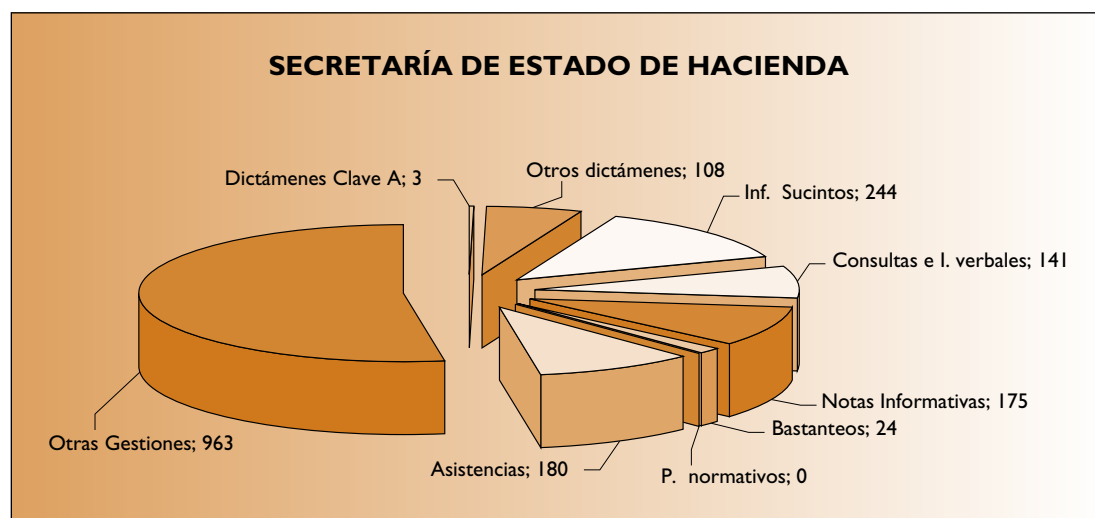 SECRETARÍA DE ESTADO DE HACIENDA
Dictámenes Clave A; 3
Otros dictámenes; 108
Inf. Sucintos; 244
Consultas e I. verbales; 141
Notas Informativas; 175
Bastanteos; 24
P. normativos; 0
Asistencias; 180
Otras Gestiones; 963